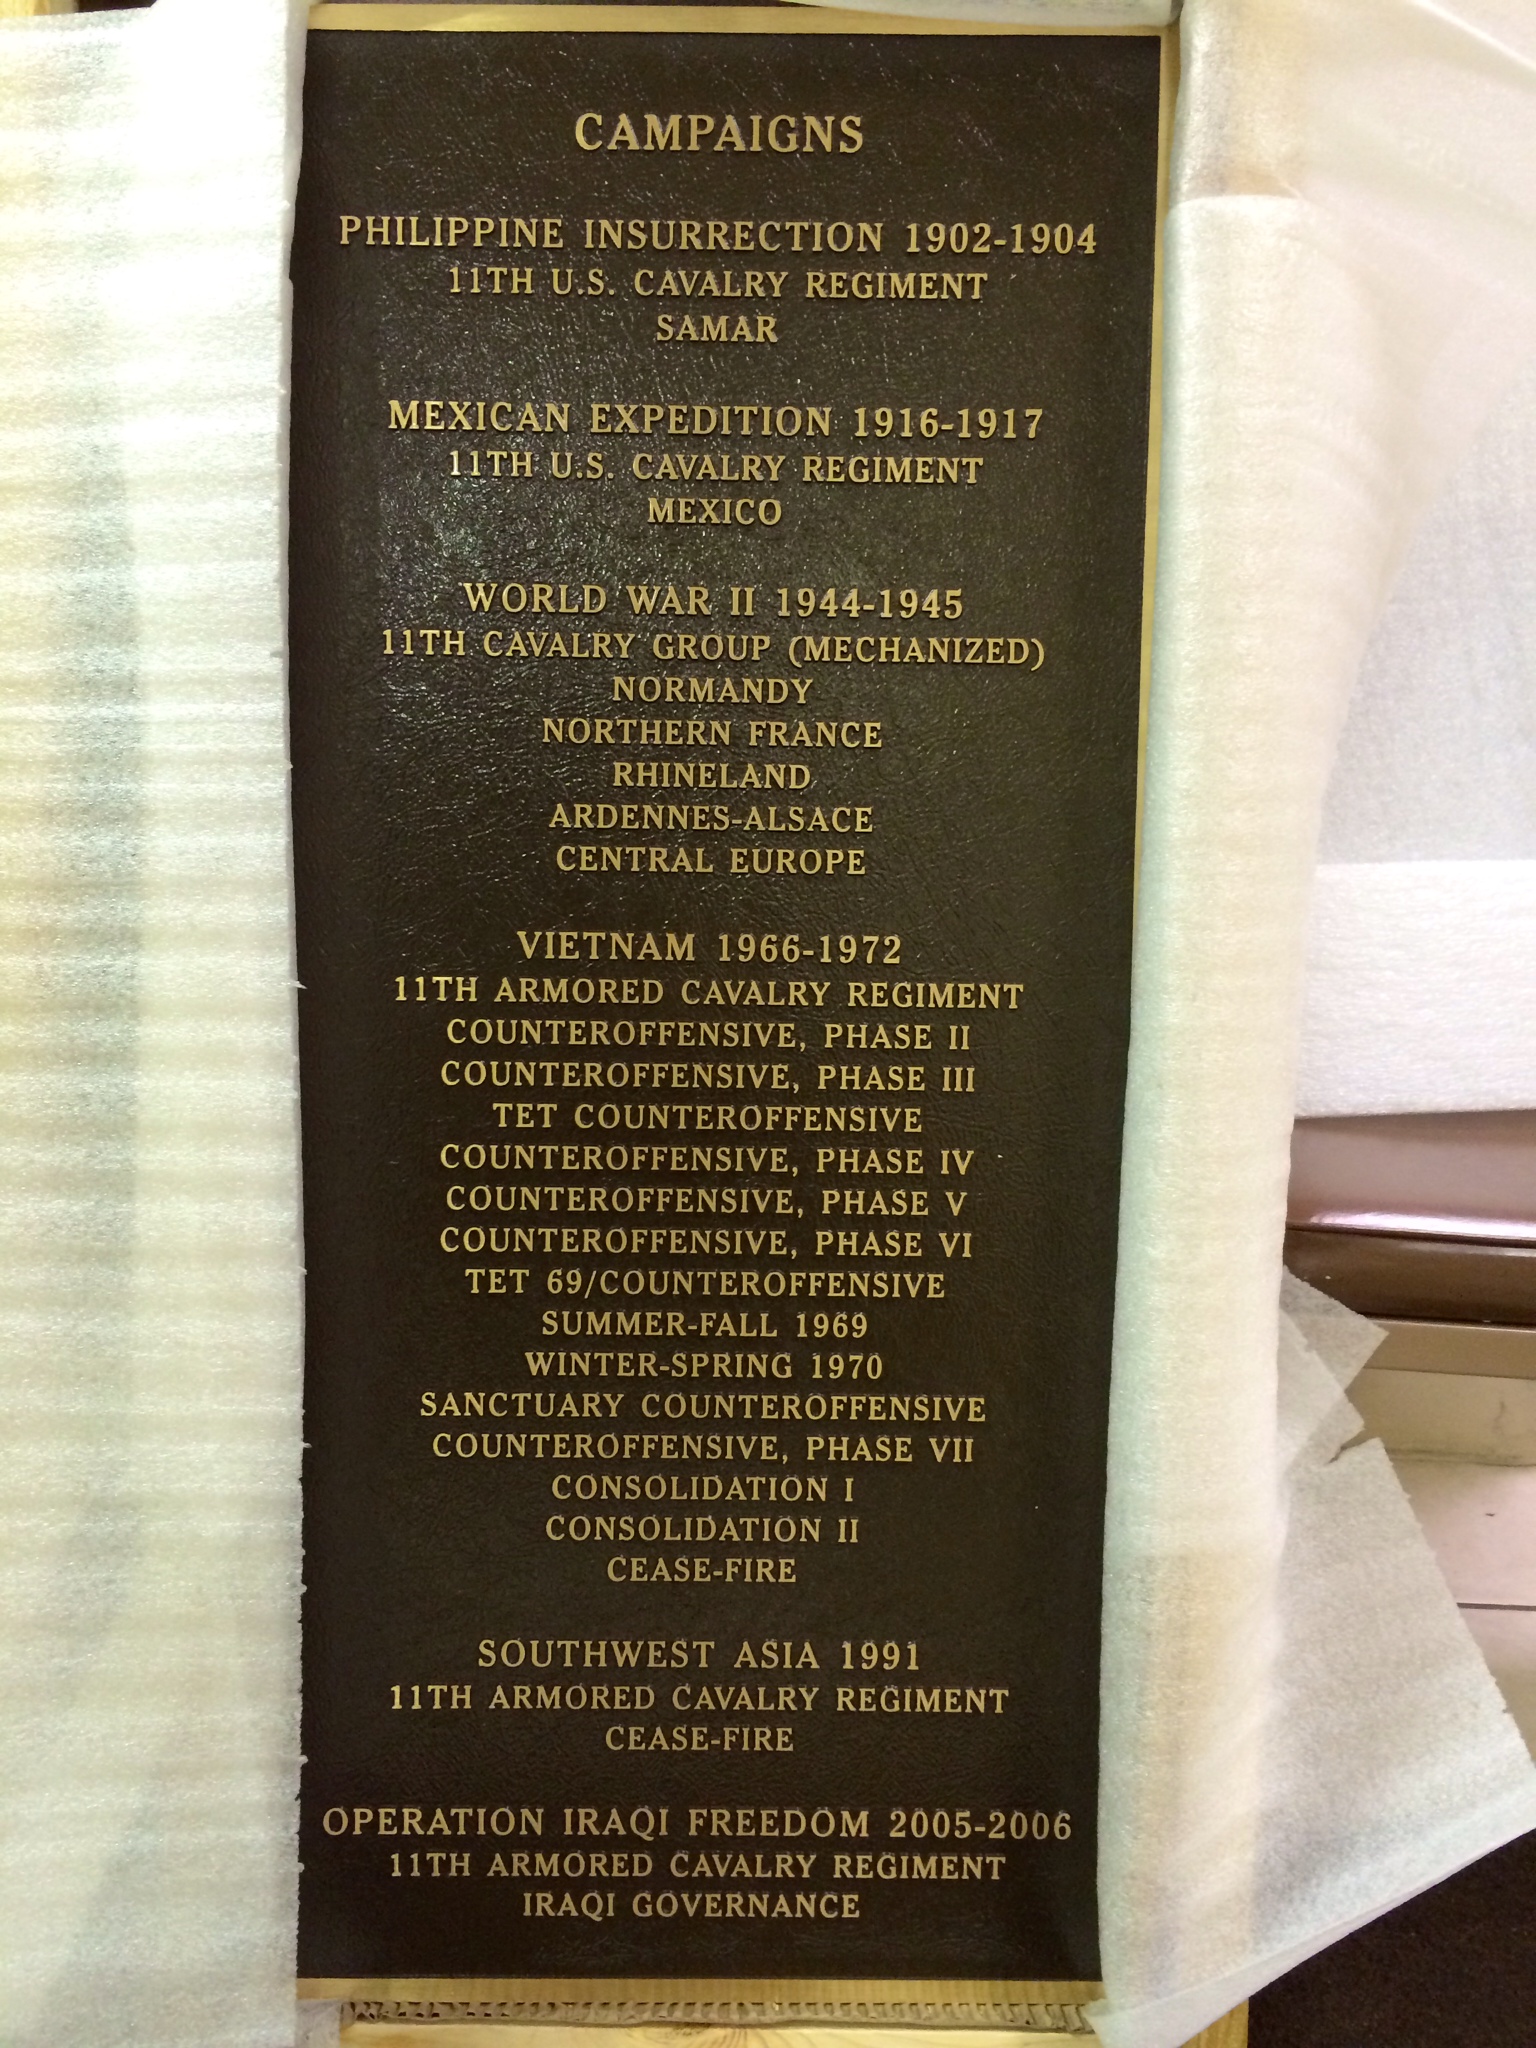 CAMPAIGNS
PHILIPPINE INSURRECTION 1902-1904
11TH U.S. CAVALRY REGIMENT
SAMAR
MEXICAN EXPEDITION 1916-1917
11TH U.S. CAVALRY REGIMENT
MEXICO
WORLD WAR II 1944-1945
11TH CAVALRY GROUP (MECHANIZED)
NORMANDY
NORTHERN FRANCE
RHINELAND
ARDENNES-ALSACE
CENTRAL EUROPE
VIETNAM 1966-1972
11TH ARMORED CAVALRY REGIMENT
COUNTEROFFENSIVE, PHASE II
COUNTEROFFENSIVE, PHASE III
TET COUNTEROFFENSIVE
COUNTEROFFENSIVE, PHASE IV
COUNTEROFFENSIVE, PHASE V
COUNTEROFFENSIVE, PHASE VI
TET 69/COUNTEROFFENSIVE
SUMMER-FALL 1969
WINTER-SPRING 1970
SANCTUARY COUNTEROFFENSIVE
COUNTEROFFENSIVE, PHASE VII
CONSOLIDATION I
CONSOLIDATION II
CEASE-FIRE
SOUTHWEST ASIA 1991
11TH ARMORED CAVALRY REGIMENT
CEASE-FIRE
OPERATION IRAQI FREEDOM 2005-2006
11TH ARMORED CAVALRY REGIMENT
IRAQI GOVERNANCE